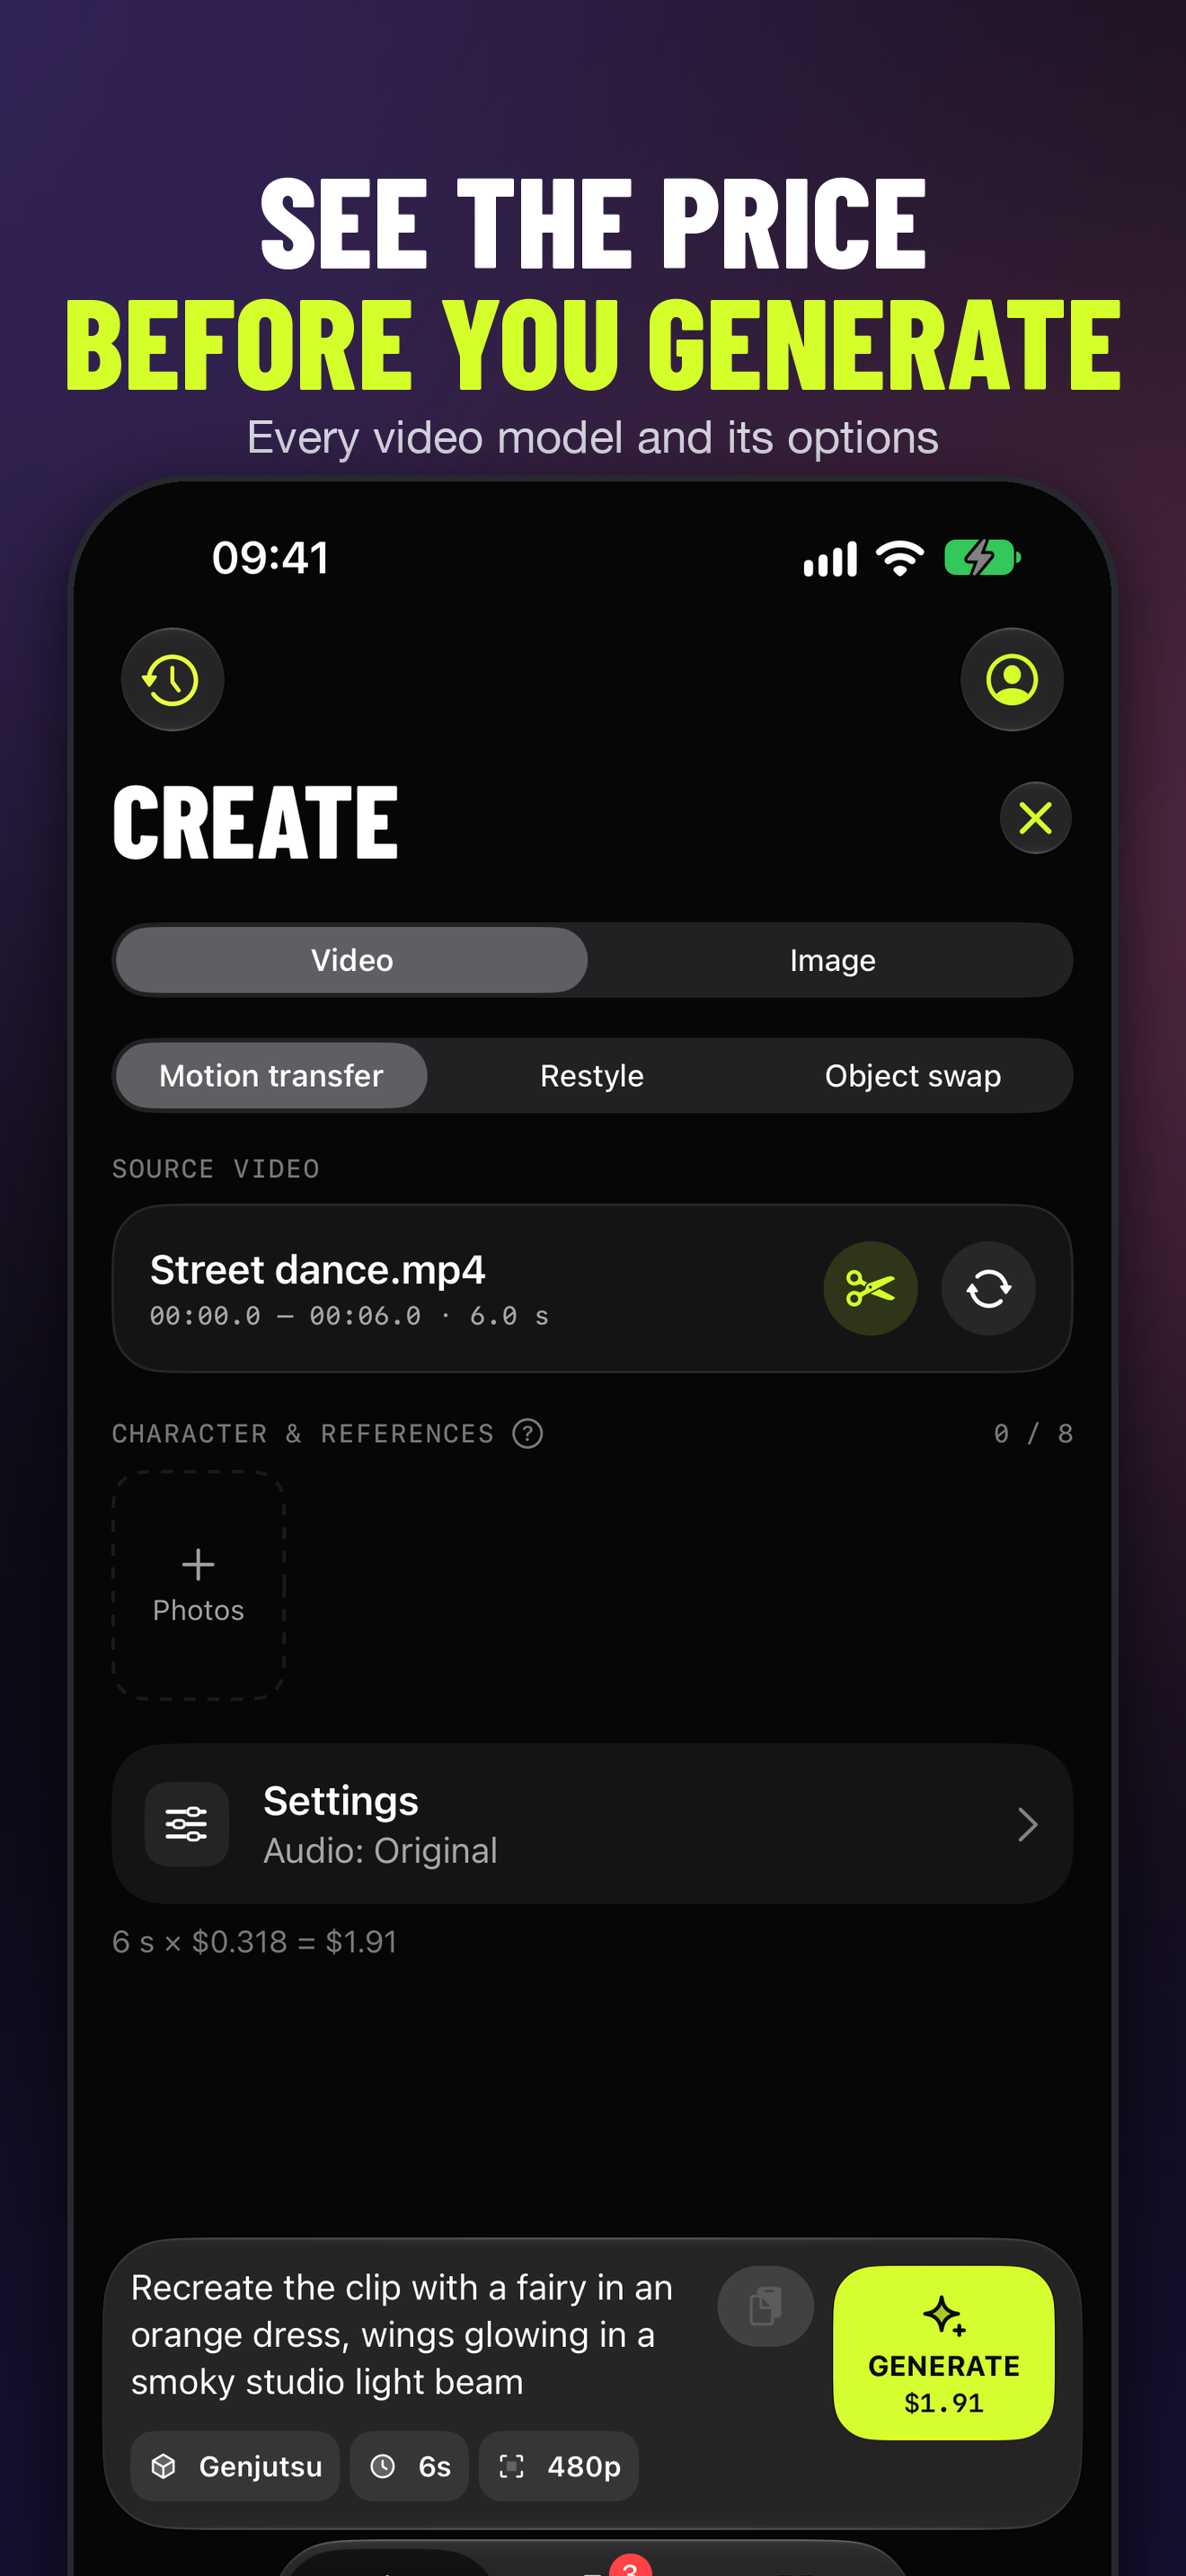 SEE THE PRICE
BEFORE YOU GENERATE
Every video model and its options
09:41
CREATE
Video
Image
Motion transfer
Restyle
Object swap
SOURCE VIDEO
Street dance.mp4
00:00.0 — 00:06.0 · 6.0 s
CHARACTER & REFERENCES ?
0 / 8
Photos
Settings
Audio: Original
6 s × $0.318 = $1.91
Recreate the clip with a fairy in an
orange dress, wings glowing in a
smoky studio light beam
GENERATE
$1.91
Genjutsu
6s
480p
3